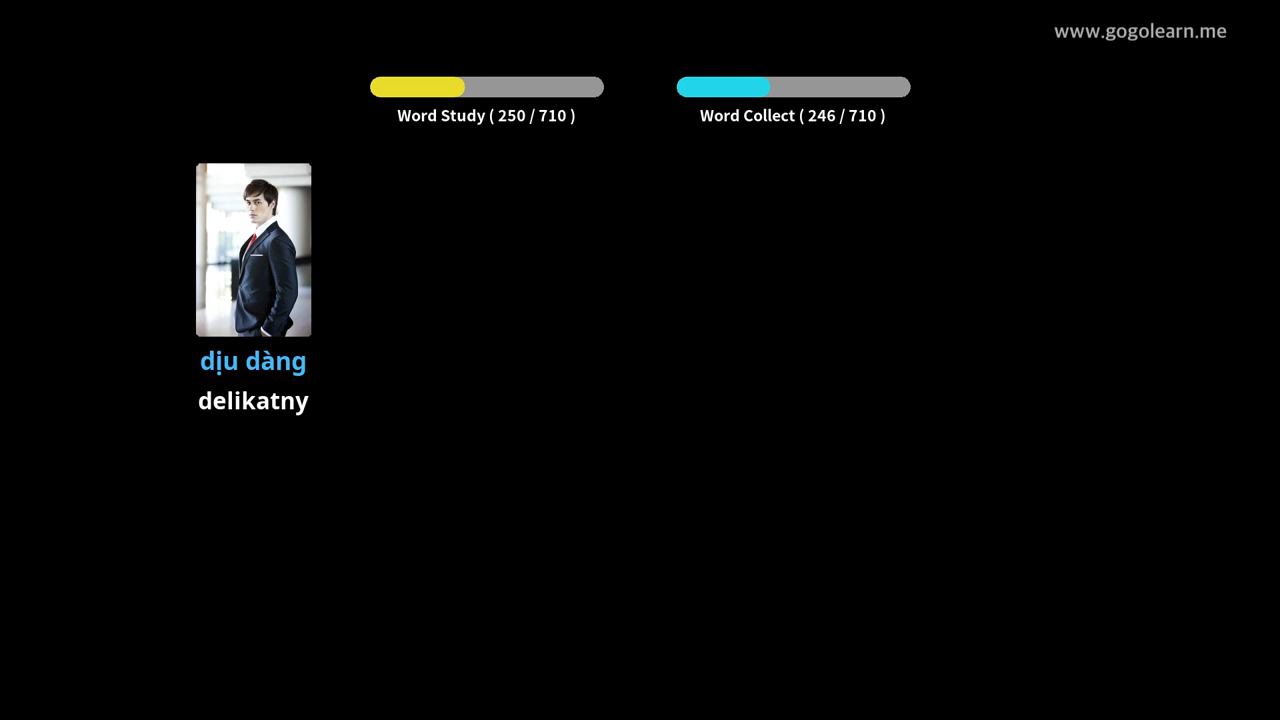 www.gogolearn.me
Word Study ( 250 / 710 )
Word Collect ( 246 / 710 )
dịu dàng
delikatny